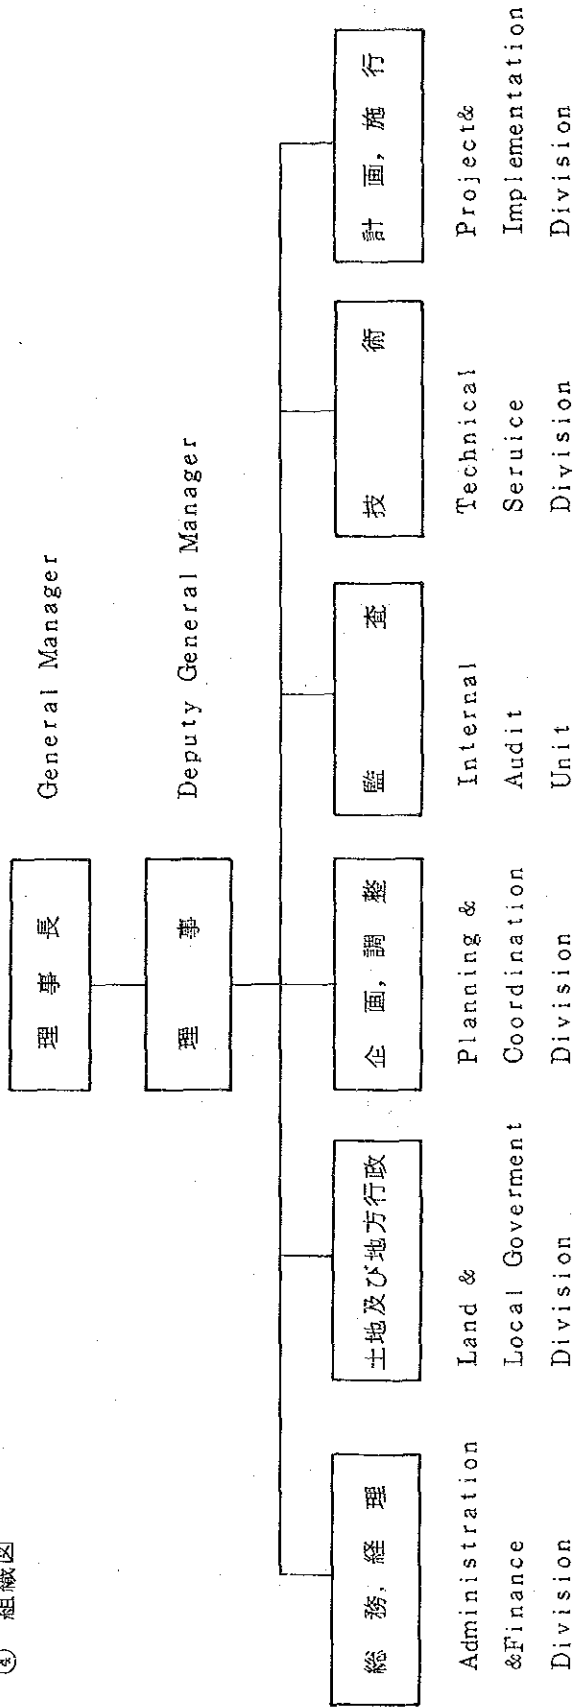 ④ 組織図
理事長
General Manager
理事
Deputy General Manager
総務,経理
Administration
&Finance
Division
土地及び地方行政
Land &
Local Goverment
Division
企画,調整
Planning &
Coordination
Division
監査
Internal
Audit
Unit
技術
Technical
Seruice
Division
計画,施行
Project&
Implementation
Division